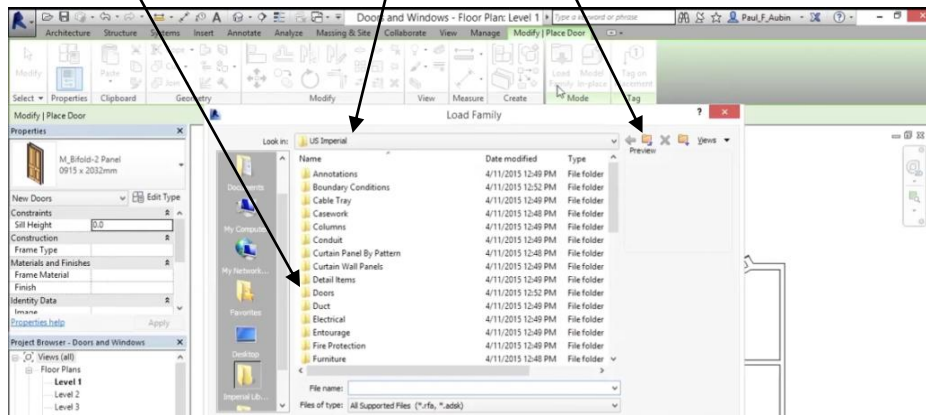 Doors and Windows - Floor Plan: Level 1
Type a keyword or phrase
Paul_F_Aubin
Architecture Structure Systems Insert Annotate Analyze Massing & Site Collaborate View Manage Modify | Place Door
Modify
Paste
Load Family
Model In-place
Tag on Placement
Select Properties Clipboard Geometry Modify View Measure Create Mode Tag
Modify | Place Door
Load Family
Properties
M_Bifold-2 Panel
0915 x 2032mm
New Doors
Edit Type
Constraints
Sill Height 0.0
Construction
Frame Type
Materials and Finishes
Frame Material
Finish
Identity Data
Image
Properties help
Apply
Project Browser - Doors and Windows
Views (all)
Floor Plans
Level 1
Level 2
Level 3
Look in: US Imperial
Views
Preview
Documents
My Computer
My Network...
Favorites
Desktop
Imperial Lib...
Name Date modified Type
Annotations 4/11/2015 12:49 PM File folder
Boundary Conditions 4/11/2015 12:52 PM File folder
Cable Tray 4/11/2015 12:49 PM File folder
Casework 4/11/2015 12:48 PM File folder
Columns 4/11/2015 12:49 PM File folder
Conduit 4/11/2015 12:49 PM File folder
Curtain Panel By Pattern 4/11/2015 12:49 PM File folder
Curtain Wall Panels 4/11/2015 12:49 PM File folder
Detail Items 4/11/2015 12:49 PM File folder
Doors 4/11/2015 12:52 PM File folder
Duct 4/11/2015 12:49 PM File folder
Electrical 4/11/2015 12:49 PM File folder
Entourage 4/11/2015 12:49 PM File folder
Fire Protection 4/11/2015 12:49 PM File folder
Furniture 4/11/2015 12:48 PM File folder
File name:
Files of type: All Supported Files (*.rfa, *.adsk)